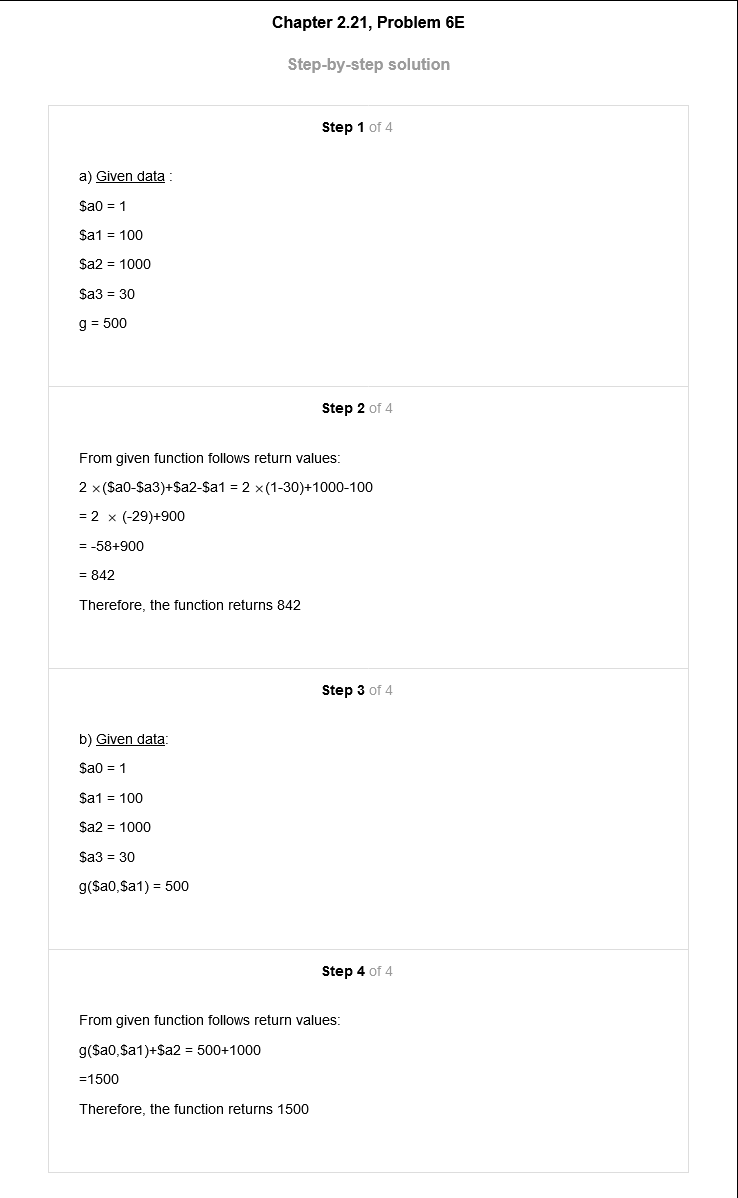 Chapter 2.21, Problem 6E
Step-by-step solution
Step 1 of 4
a) Given data :
$a0 = 1
$a1 = 100
$a2 = 1000
$a3 = 30
g = 500
Step 2 of 4
From given function follows return values:
2 ×($a0-$a3)+$a2-$a1 = 2 ×(1-30)+1000-100
= 2 × (-29)+900
= -58+900
= 842
Therefore, the function returns 842
Step 3 of 4
b) Given data:
$a0 = 1
$a1 = 100
$a2 = 1000
$a3 = 30
g($a0,$a1) = 500
Step 4 of 4
From given function follows return values:
g($a0,$a1)+$a2 = 500+1000
=1500
Therefore, the function returns 1500